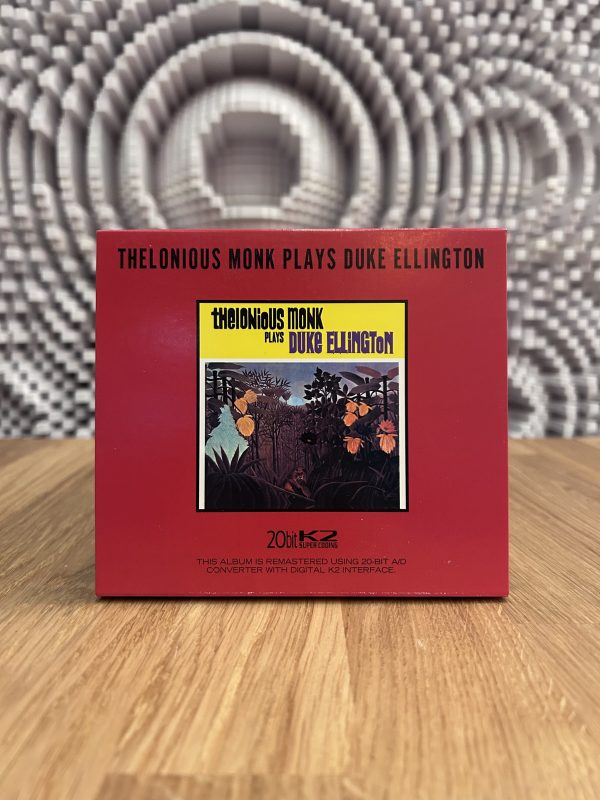 THELONIOUS MONK PLAYS DUKE ELLINGTON
theloNioUs MoNK
PLAYS DUKe ELLiNGToN
20bit K2
SUPER CODING
THIS ALBUM IS REMASTERED USING 20-BIT A/D
CONVERTER WITH DIGITAL K2 INTERFACE.